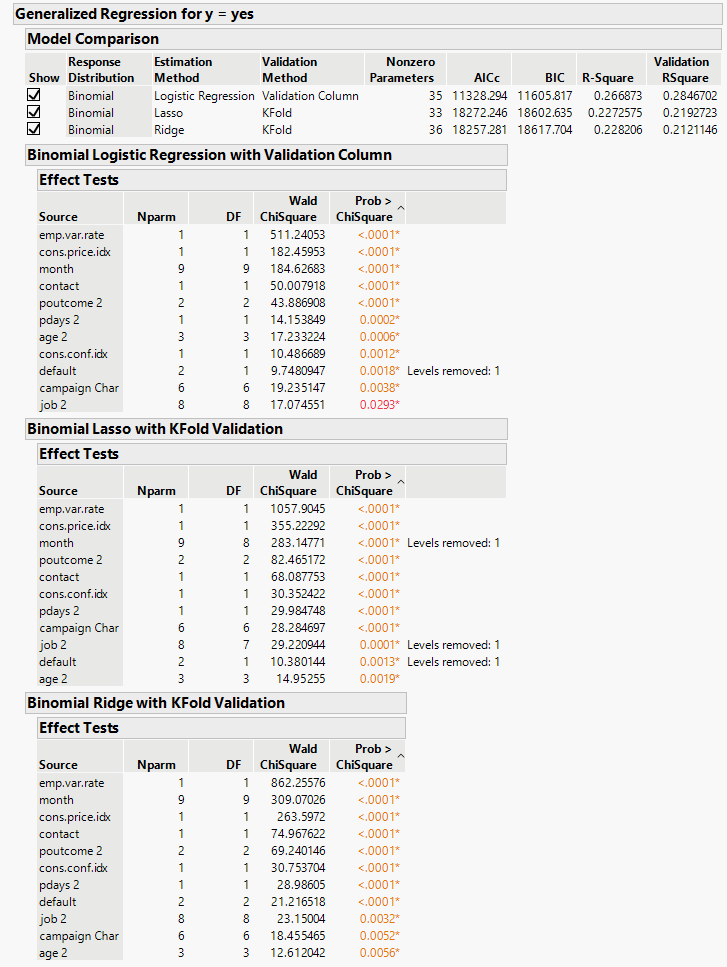 Generalized Regression for y = yes
Model Comparison
Response Estimation Validation Nonzero Validation
Show Distribution Method Method Parameters AICc BIC R-Square RSquare
Binomial Logistic Regression Validation Column 35 11328.294 11605.817 0.266873 0.2846702
Binomial Lasso KFold 33 18272.246 18602.635 0.2272575 0.2192723
Binomial Ridge KFold 36 18257.281 18617.704 0.228206 0.2121146
Binomial Logistic Regression with Validation Column
Effect Tests
Wald Prob >
Source Nparm DF ChiSquare ChiSquare
emp.var.rate 1 1 511.24053 <.0001*
cons.price.idx 1 1 182.45953 <.0001*
month 9 9 184.62683 <.0001*
contact 1 1 50.007918 <.0001*
poutcome 2 2 2 43.886908 <.0001*
pdays 2 1 1 14.153849 0.0002*
age 2 3 3 17.233224 0.0006*
cons.conf.idx 1 1 10.486689 0.0012*
default 2 1 9.7480947 0.0018* Levels removed: 1
campaign Char 6 6 19.235147 0.0038*
job 2 8 8 17.074551 0.0293*
Binomial Lasso with KFold Validation
Effect Tests
Wald Prob >
Source Nparm DF ChiSquare ChiSquare
emp.var.rate 1 1 1057.9045 <.0001*
cons.price.idx 1 1 355.22292 <.0001*
month 9 8 283.14771 <.0001* Levels removed: 1
poutcome 2 2 2 82.465172 <.0001*
contact 1 1 68.087753 <.0001*
cons.conf.idx 1 1 30.352422 <.0001*
pdays 2 1 1 29.984748 <.0001*
campaign Char 6 6 28.284697 <.0001*
job 2 8 7 29.220944 0.0001* Levels removed: 1
default 2 1 10.380144 0.0013* Levels removed: 1
age 2 3 3 14.95255 0.0019*
Binomial Ridge with KFold Validation
Effect Tests
Wald Prob >
Source Nparm DF ChiSquare ChiSquare
emp.var.rate 1 1 862.25576 <.0001*
month 9 9 309.07026 <.0001*
cons.price.idx 1 1 263.5972 <.0001*
contact 1 1 74.967622 <.0001*
poutcome 2 2 2 69.240146 <.0001*
cons.conf.idx 1 1 30.753704 <.0001*
pdays 2 1 1 28.98605 <.0001*
default 2 2 21.216518 <.0001*
job 2 8 8 23.15004 0.0032*
campaign Char 6 6 18.455465 0.0052*
age 2 3 3 12.612042 0.0056*